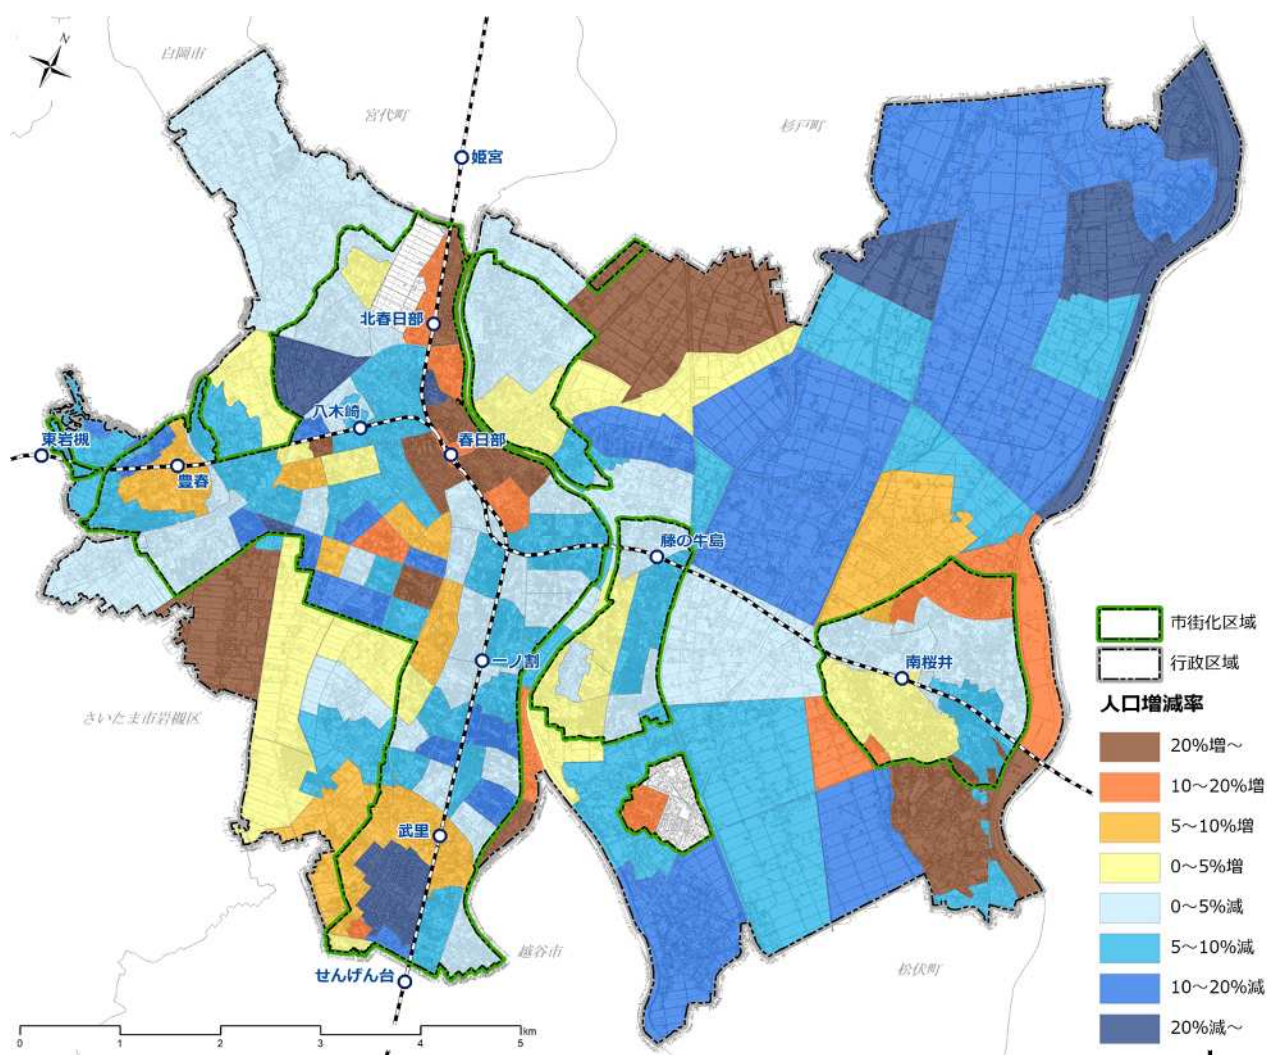 N
白岡市
宮代町
杉戸町
姫宮
北春日部
八木崎
春日部
東岩槻
豊春
藤の牛島
南桜井
一ノ割
さいたま市岩槻区
武里
せんげん台
越谷市
松伏町
市街化区域
行政区域
人口増減率
20%増～
10～20%増
5～10%増
0～5%増
0～5%減
5～10%減
10～20%減
20%減～
0 1 2 3 4 5 km